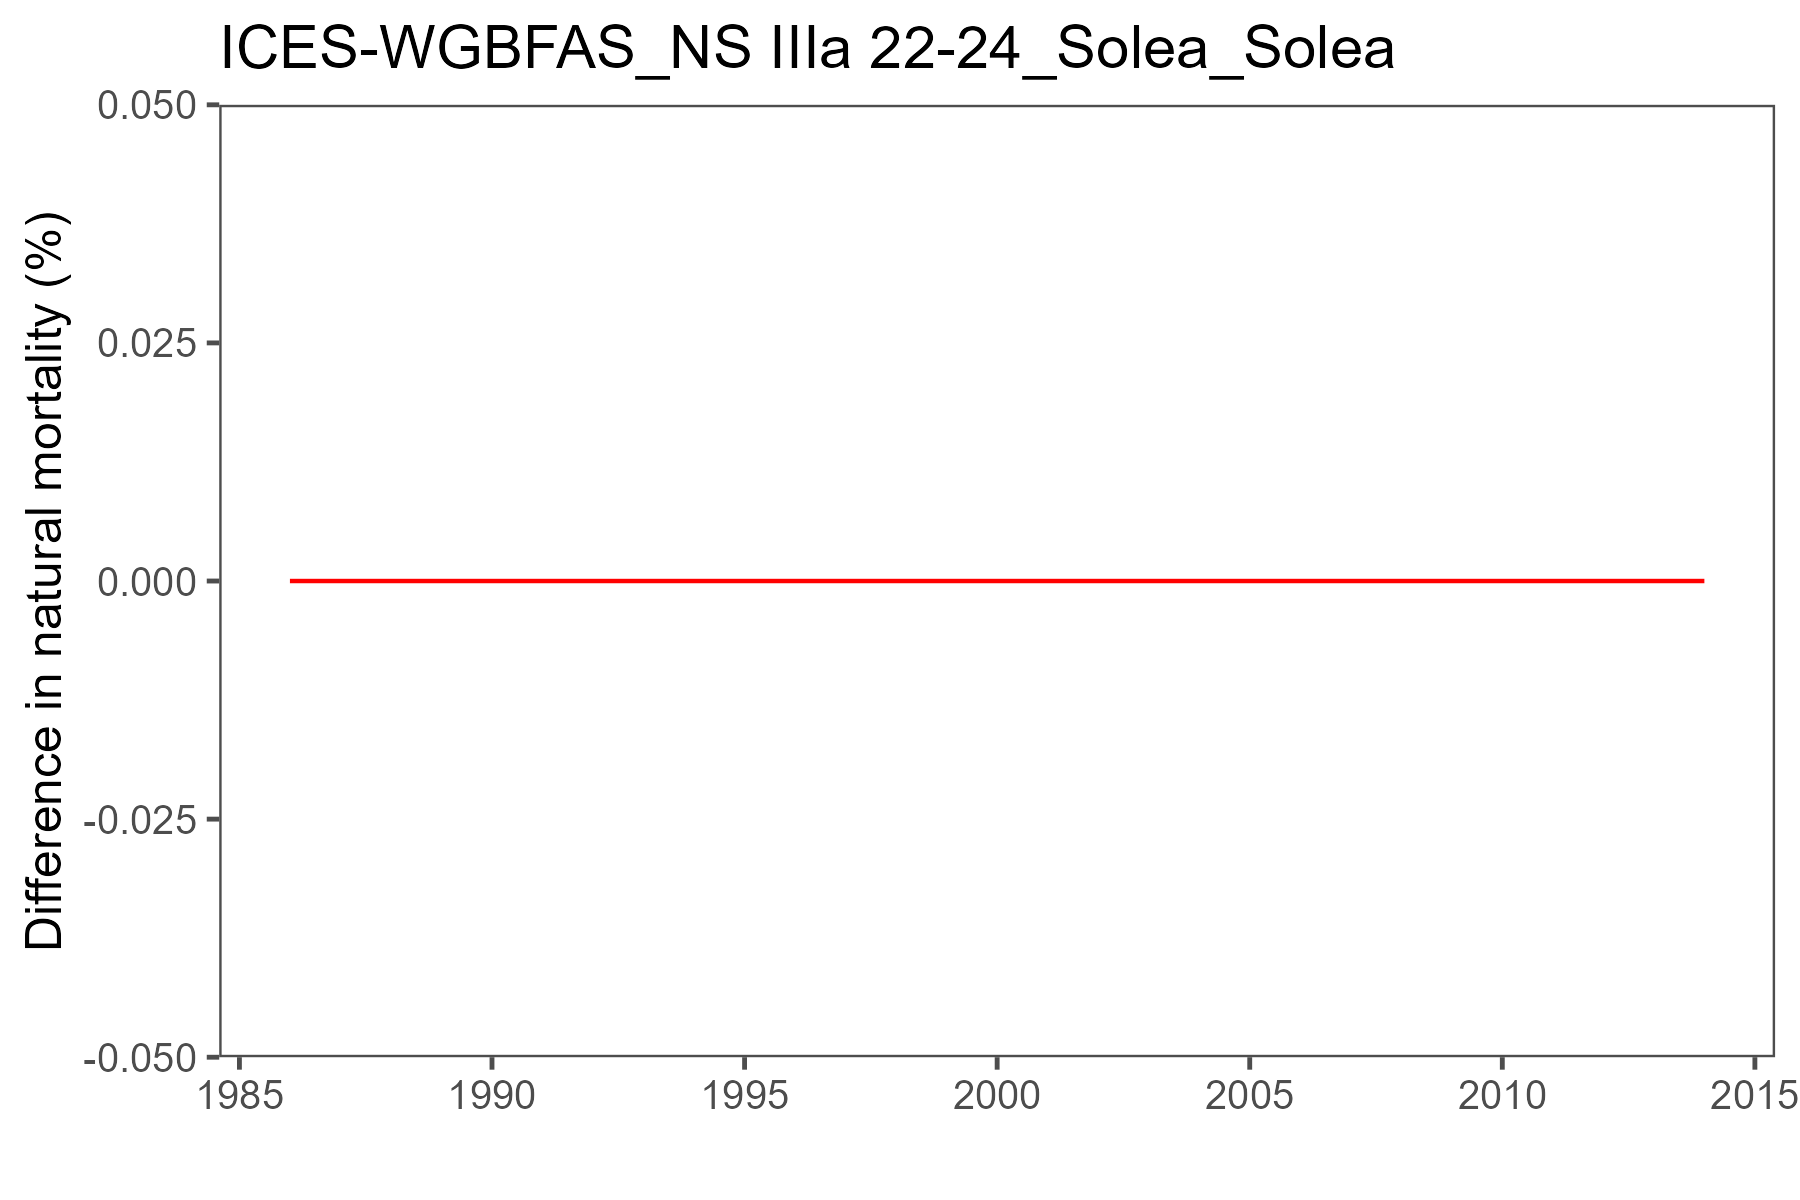 ICES-WGBFAS_NS IIIa 22-24_Solea_Solea
Difference in natural mortality (%)
0.050
0.025
0.000
-0.025
-0.050
1985 1990 1995 2000 2005 2010 2015